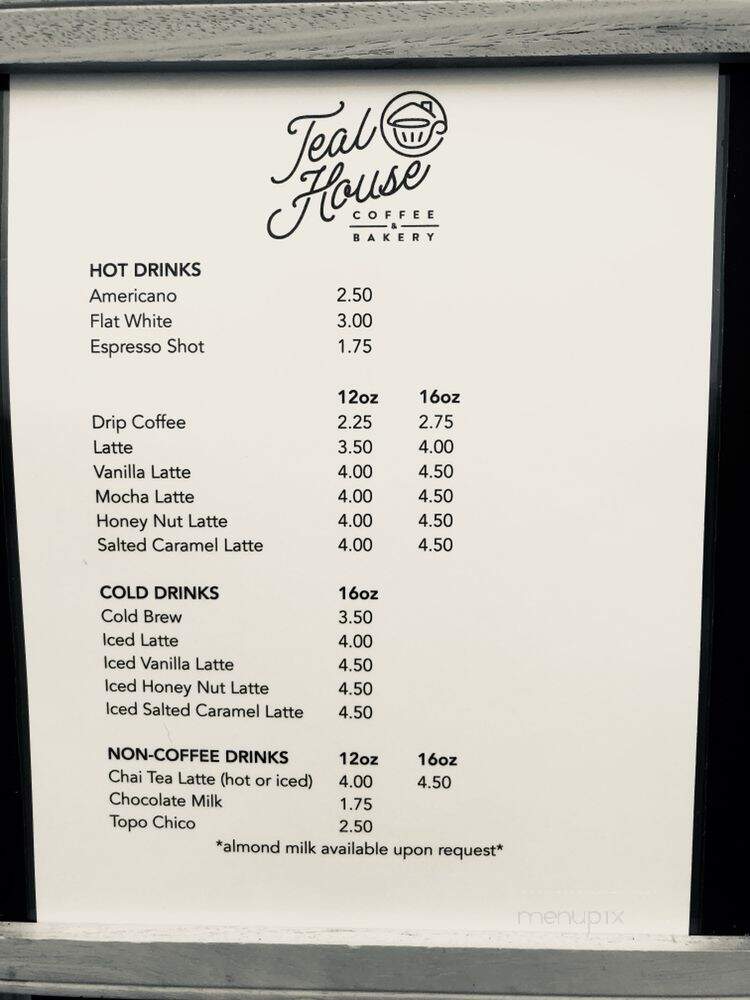 Teal
House
COFFEE
&
BAKERY
HOT DRINKS
Americano 2.50
Flat White 3.00
Espresso Shot 1.75
12oz 16oz
Drip Coffee 2.25 2.75
Latte 3.50 4.00
Vanilla Latte 4.00 4.50
Mocha Latte 4.00 4.50
Honey Nut Latte 4.00 4.50
Salted Caramel Latte 4.00 4.50
COLD DRINKS 16oz
Cold Brew 3.50
Iced Latte 4.00
Iced Vanilla Latte 4.50
Iced Honey Nut Latte 4.50
Iced Salted Caramel Latte 4.50
NON-COFFEE DRINKS 12oz 16oz
Chai Tea Latte (hot or iced) 4.00 4.50
Chocolate Milk 1.75
Topo Chico 2.50
*almond milk available upon request*
menupix